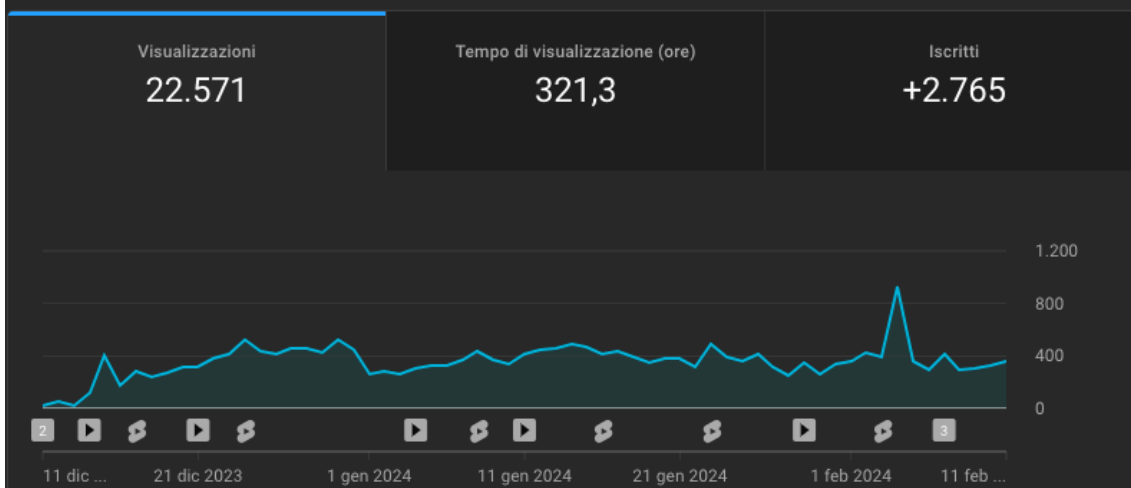 Visualizzazioni
22.571
Tempo di visualizzazione (ore)
321,3
Iscritti
+2.765
1.200
800
400
0
2
3
11 dic ...
21 dic 2023
1 gen 2024
11 gen 2024
21 gen 2024
1 feb 2024
11 feb ...